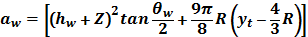 a_w = [(h_w + Z)^2 tan θ_w/2 + 9π/8 R (y_t − 4/3 R)]